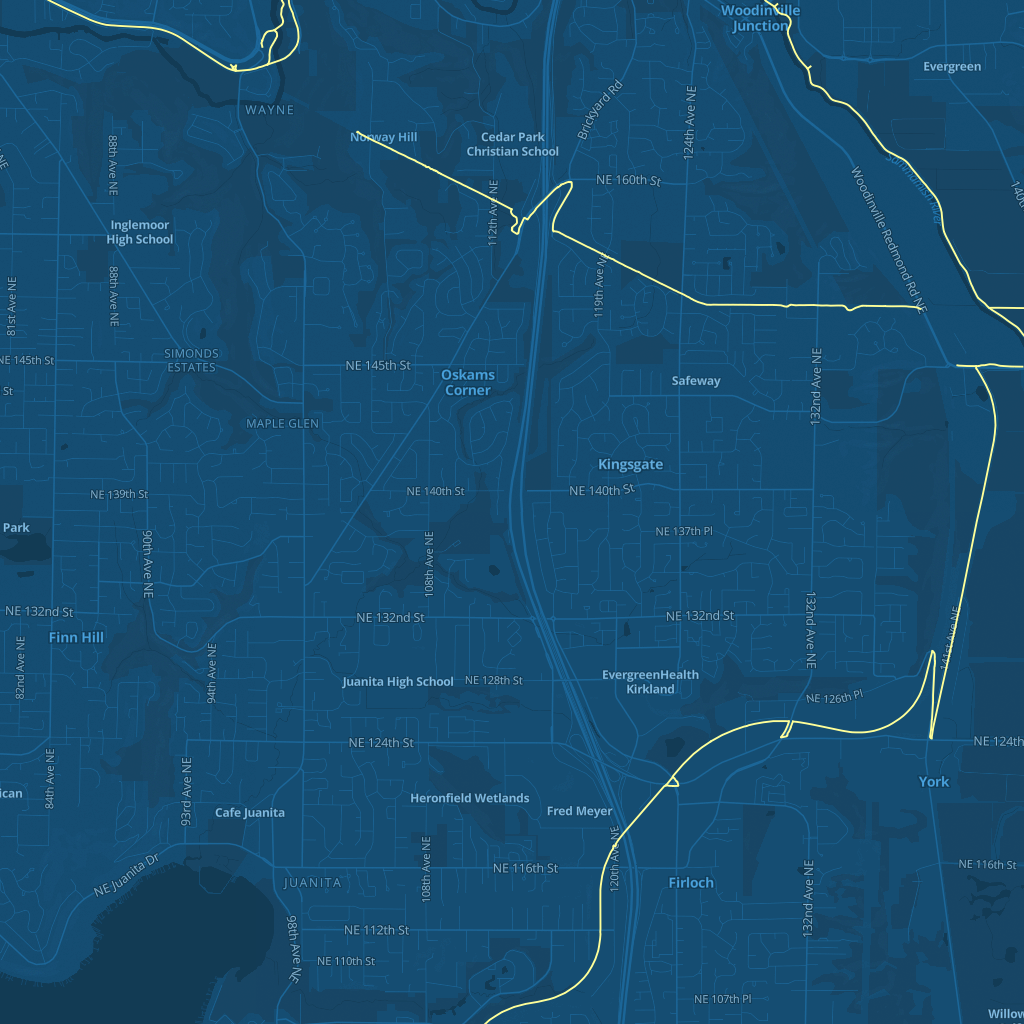 Woodinville
Junction
Evergreen
WAYNE
Norway Hill
Cedar Park
Christian School
Brickyard Rd
124th Ave NE
88th Ave NE
NE 160th St
112th Ave NE
Woodinville Redmond Rd NE
140th
Inglemoor
High School
88th Ave NE
81st Ave NE
119th Ave NE
NE 145th St
SIMONDS
ESTATES
NE 145th St
Oskams
Corner
Safeway
132nd Ave NE
St
MAPLE GLEN
Kingsgate
NE 139th St
NE 140th St
NE 140th St
Park
NE 137th Pl
90th Ave NE
108th Ave NE
NE 132nd St
NE 132nd St
NE 132nd St
132nd Ave NE
141st Ave NE
Finn Hill
82nd Ave NE
94th Ave NE
Juanita High School
NE 128th St
EvergreenHealth
Kirkland
NE 126th Pl
NE 124th St
NE 124th
84th Ave NE
93rd Ave NE
York
ican
Cafe Juanita
Heronfield Wetlands
Fred Meyer
120th Ave NE
NE Juanita Dr
108th Ave NE
NE 116th St
NE 116th St
JUANITA
Firloch
132nd Ave NE
98th Ave NE
NE 112th St
NE 110th St
NE 107th Pl
Willow